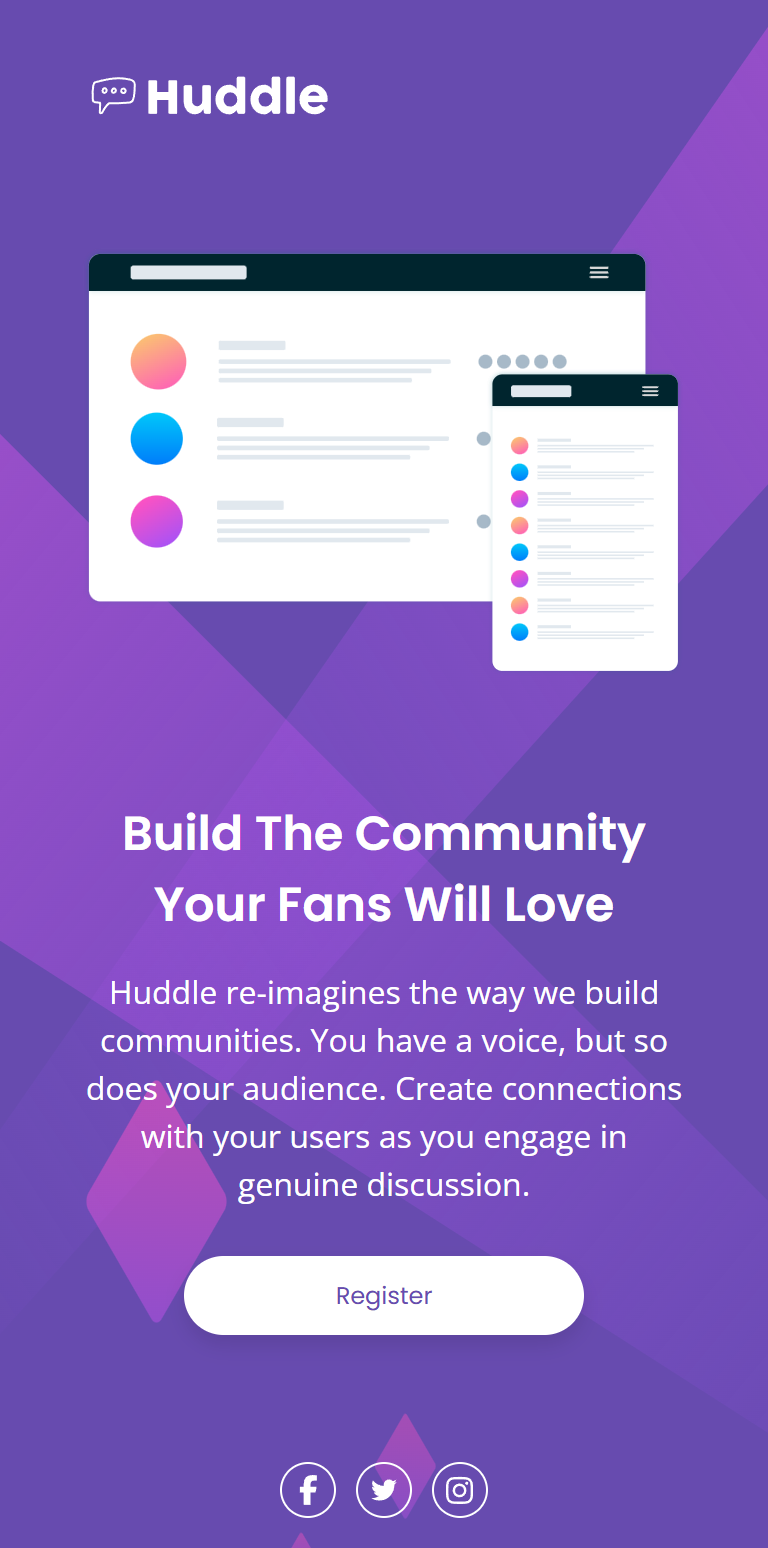 Huddle
Build The Community
Your Fans Will Love
Huddle re-imagines the way we build
communities. You have a voice, but so
does your audience. Create connections
with your users as you engage in
genuine discussion.
Register